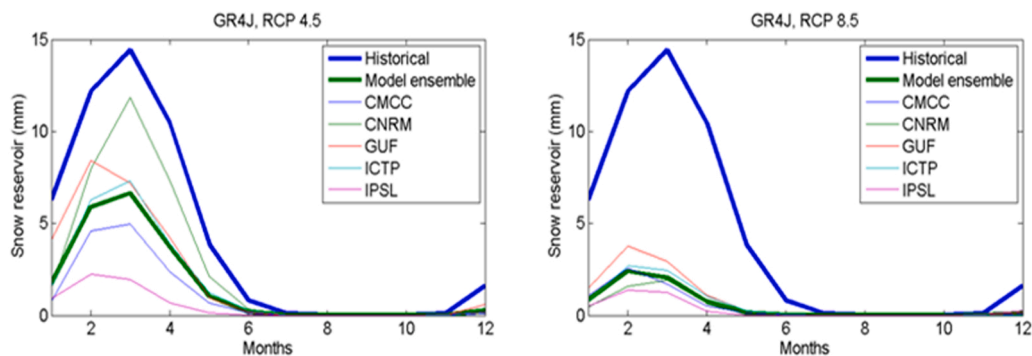 GR4J, RCP 4.5
15
10
5
0
Snow reservoir (mm)
2 4 6 8 10 12
Months
Historical
Model ensemble
CMCC
CNRM
GUF
ICTP
IPSL
GR4J, RCP 8.5
15
10
5
0
Snow reservoir (mm)
2 4 6 8 10 12
Months
Historical
Model ensemble
CMCC
CNRM
GUF
ICTP
IPSL